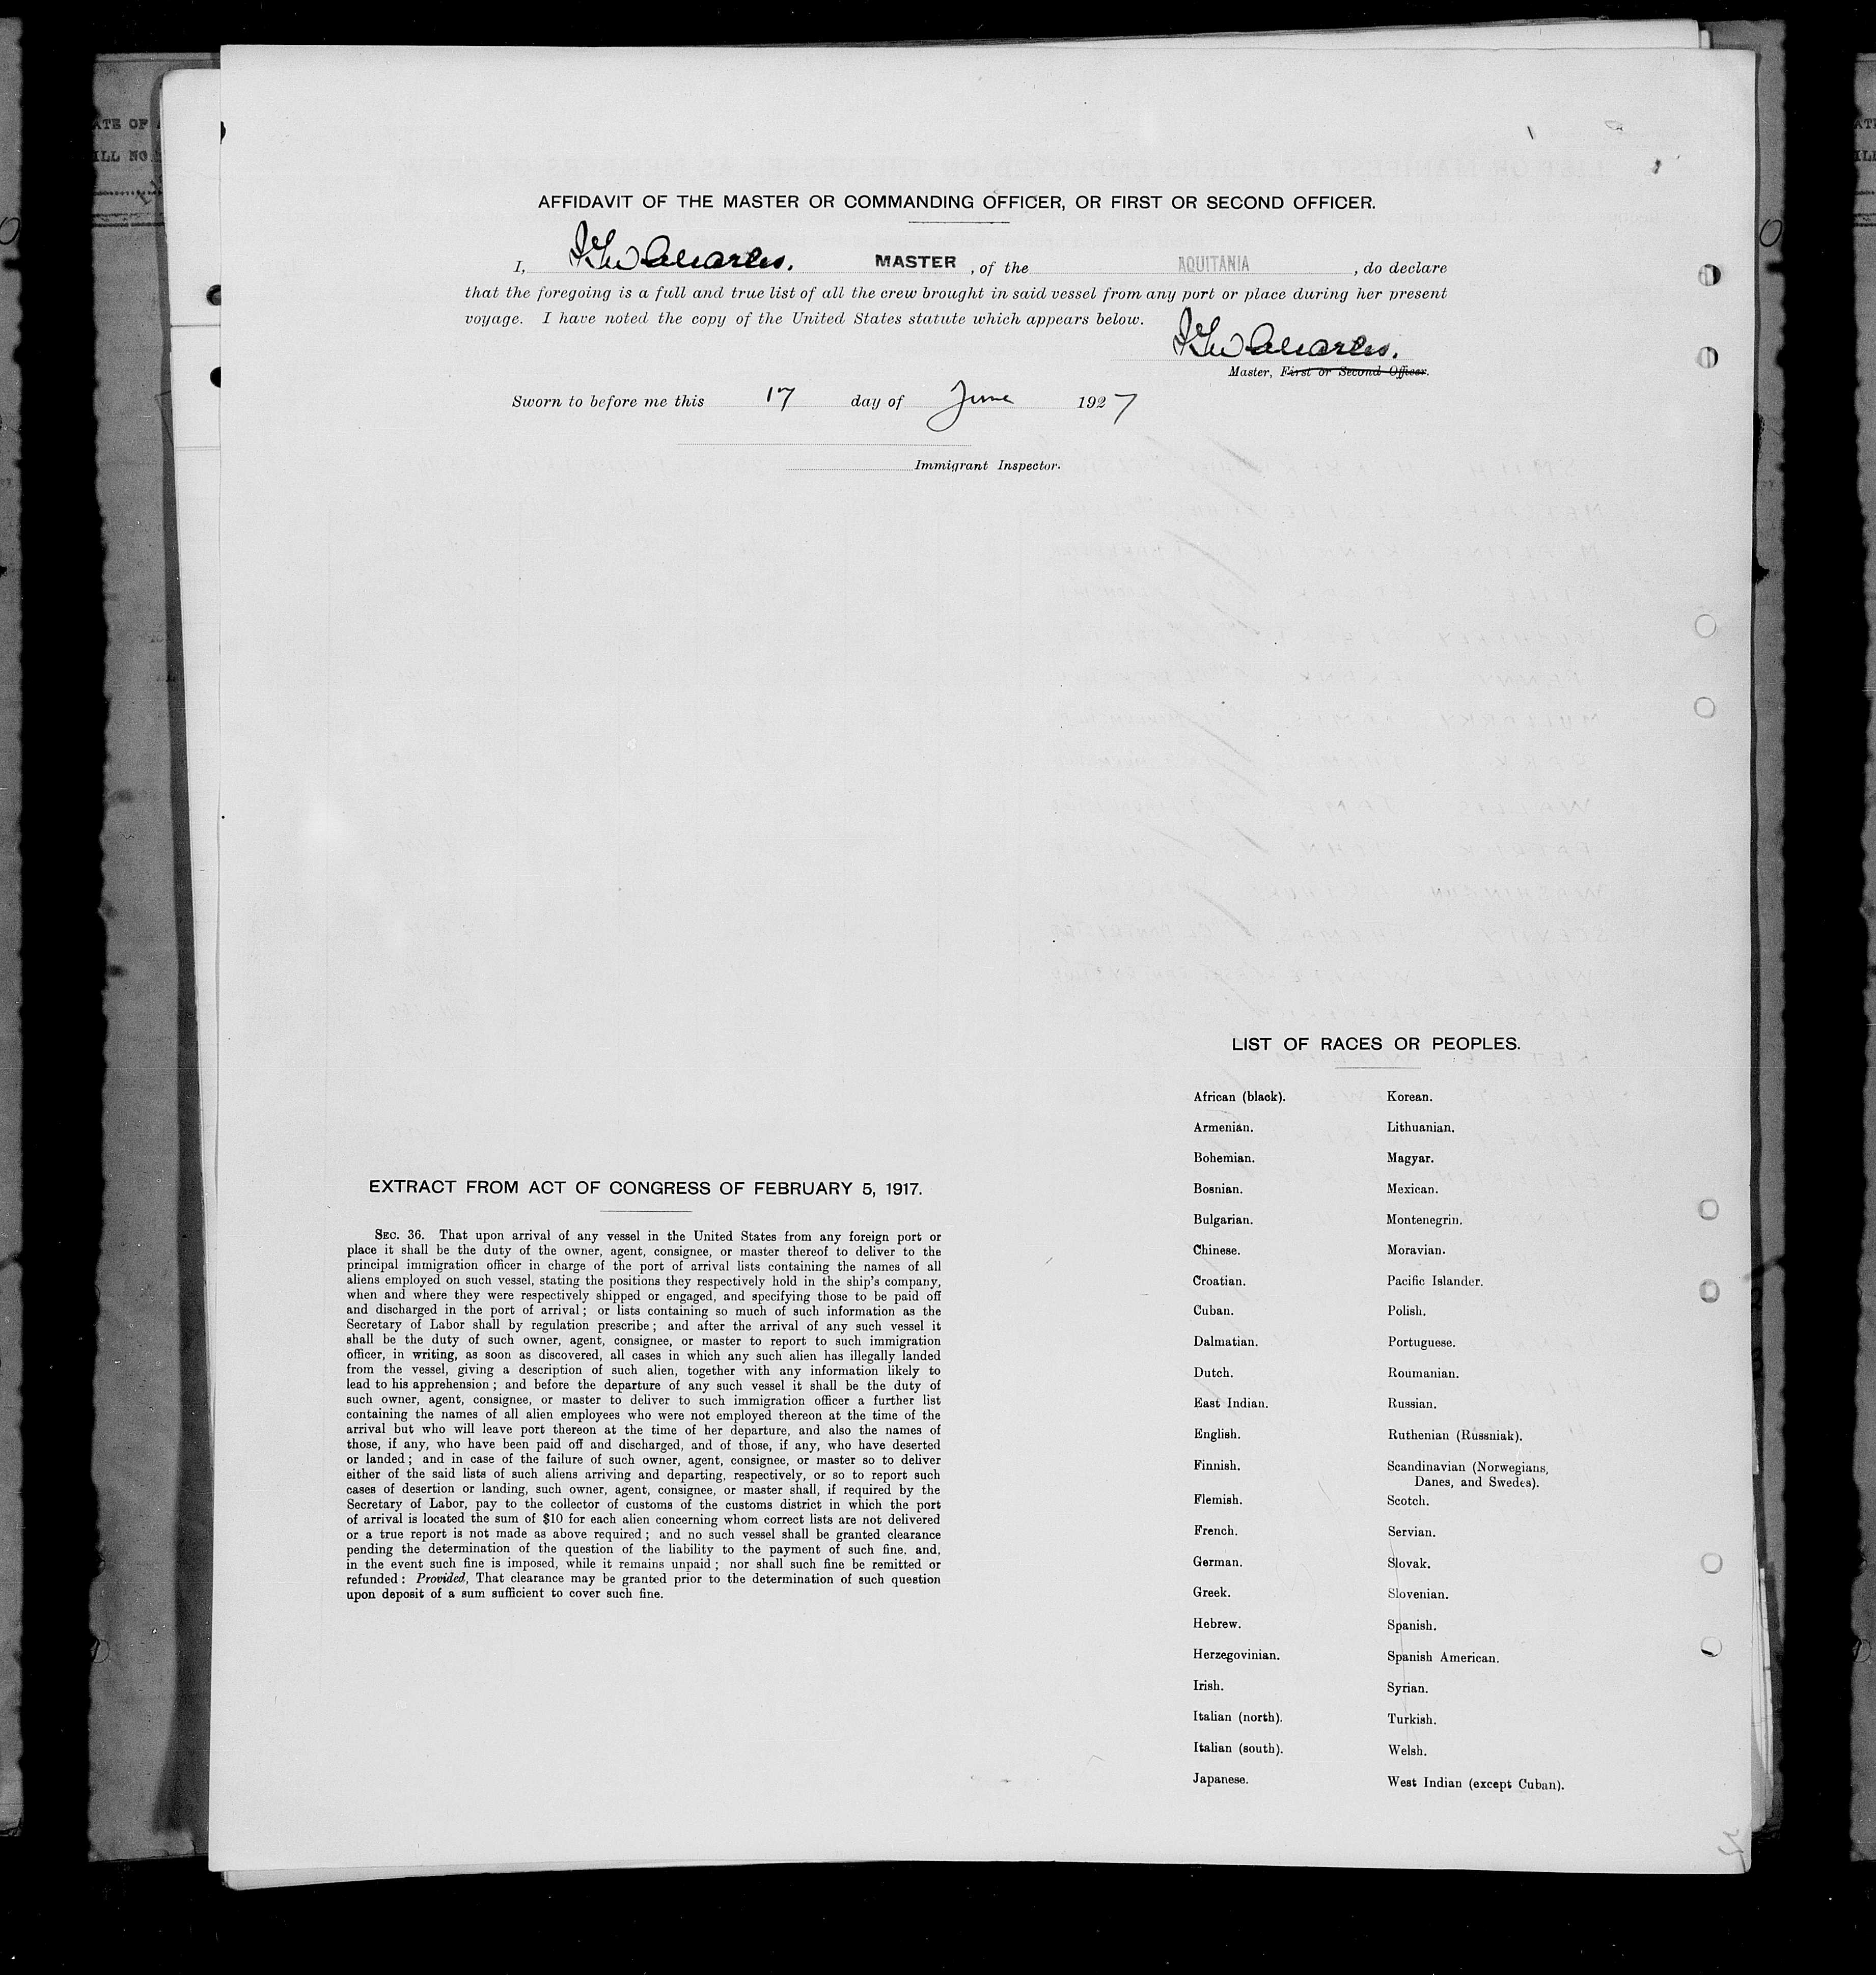 AFFIDAVIT OF THE MASTER OR COMMANDING OFFICER, OR FIRST OR SECOND OFFICER.
I, Charles. MASTER, of the AQUITANIA, do declare
that the foregoing is a full and true list of all the crew brought in said vessel from any port or place during her present
voyage. I have noted the copy of the United States statute which appears below.
Charles.
Master, First or Second Officer.
Sworn to before me this 17 day of June 1927
Immigrant Inspector.
EXTRACT FROM ACT OF CONGRESS OF FEBRUARY 5, 1917.
SEC. 36. That upon arrival of any vessel in the United States from any foreign port or
place it shall be the duty of the owner, agent, consignee, or master thereof to deliver to the
principal immigration officer in charge of the port of arrival lists containing the names of all
aliens employed on such vessel, stating the positions they respectively hold in the ship's company,
when and where they were respectively shipped or engaged, and specifying those to be paid off
and discharged in the port of arrival; or lists containing so much of such information as the
Secretary of Labor shall by regulation prescribe; and after the arrival of any such vessel it
shall be the duty of such owner, agent, consignee, or master to report to such immigration
officer, in writing, as soon as discovered, all cases in which any such alien has illegally landed
from the vessel, giving a description of such alien, together with any information likely to
lead to his apprehension; and before the departure of any such vessel it shall be the duty of
such owner, agent, consignee, or master to deliver to such immigration officer a further list
containing the names of all alien employees who were not employed thereon at the time of the
arrival but who will leave port thereon at the time of her departure, and also the names of
those, if any, who have been paid off and discharged, and of those, if any, who have deserted
or landed; and in case of the failure of such owner, agent, consignee, or master so to deliver
either of the said lists of such aliens arriving and departing, respectively, or so to report such
cases of desertion or landing, such owner, agent, consignee, or master shall, if required by the
Secretary of Labor, pay to the collector of customs of the customs district in which the port
of arrival is located the sum of $10 for each alien concerning whom correct lists are not delivered
or a true report is not made as above required; and no such vessel shall be granted clearance
pending the determination of the question of the liability to the payment of such fine, and,
in the event such fine is imposed, while it remains unpaid; nor shall such fine be remitted or
refunded: Provided, That clearance may be granted prior to the determination of such question
upon deposit of a sum sufficient to cover such fine.
LIST OF RACES OR PEOPLES.
African (black).
Armenian.
Bohemian.
Bosnian.
Bulgarian.
Chinese.
Croatian.
Cuban.
Dalmatian.
Dutch.
East Indian.
English.
Finnish.
Flemish.
French.
German.
Greek.
Hebrew.
Herzegovinian.
Irish.
Italian (north).
Italian (south).
Japanese.
Korean.
Lithuanian.
Magyar.
Mexican.
Montenegrin.
Moravian.
Pacific Islander.
Polish.
Portuguese.
Roumanian.
Russian.
Ruthenian (Russniak).
Scandinavian (Norwegians,
Danes, and Swedes).
Scotch.
Servian.
Slovak.
Slovenian.
Spanish.
Spanish American.
Syrian.
Turkish.
Welsh.
West Indian (except Cuban).